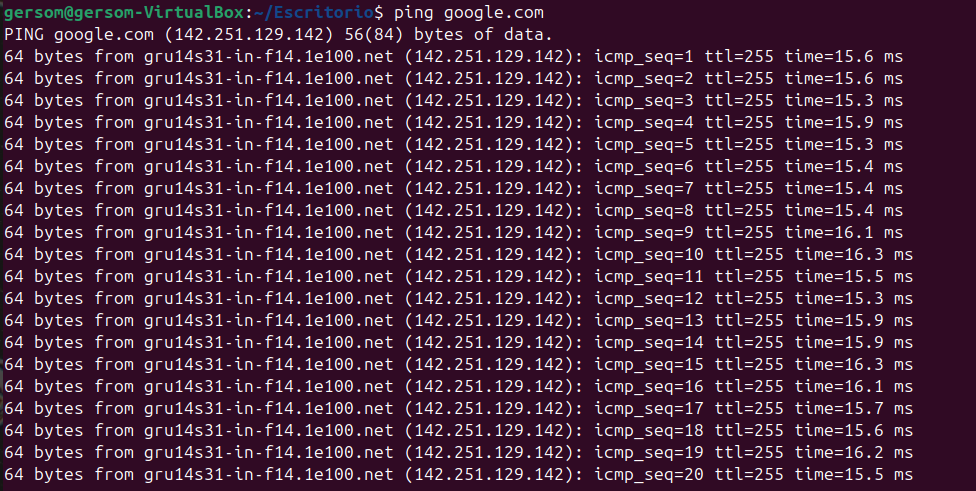 gersom@gersom-VirtualBox:~/Escritorio$ ping google.com
PING google.com (142.251.129.142) 56(84) bytes of data.
64 bytes from gru14s31-in-f14.1e100.net (142.251.129.142): icmp_seq=1 ttl=255 time=15.6 ms
64 bytes from gru14s31-in-f14.1e100.net (142.251.129.142): icmp_seq=2 ttl=255 time=15.6 ms
64 bytes from gru14s31-in-f14.1e100.net (142.251.129.142): icmp_seq=3 ttl=255 time=15.3 ms
64 bytes from gru14s31-in-f14.1e100.net (142.251.129.142): icmp_seq=4 ttl=255 time=15.9 ms
64 bytes from gru14s31-in-f14.1e100.net (142.251.129.142): icmp_seq=5 ttl=255 time=15.3 ms
64 bytes from gru14s31-in-f14.1e100.net (142.251.129.142): icmp_seq=6 ttl=255 time=15.4 ms
64 bytes from gru14s31-in-f14.1e100.net (142.251.129.142): icmp_seq=7 ttl=255 time=15.4 ms
64 bytes from gru14s31-in-f14.1e100.net (142.251.129.142): icmp_seq=8 ttl=255 time=15.4 ms
64 bytes from gru14s31-in-f14.1e100.net (142.251.129.142): icmp_seq=9 ttl=255 time=16.1 ms
64 bytes from gru14s31-in-f14.1e100.net (142.251.129.142): icmp_seq=10 ttl=255 time=16.3 ms
64 bytes from gru14s31-in-f14.1e100.net (142.251.129.142): icmp_seq=11 ttl=255 time=15.5 ms
64 bytes from gru14s31-in-f14.1e100.net (142.251.129.142): icmp_seq=12 ttl=255 time=15.3 ms
64 bytes from gru14s31-in-f14.1e100.net (142.251.129.142): icmp_seq=13 ttl=255 time=15.9 ms
64 bytes from gru14s31-in-f14.1e100.net (142.251.129.142): icmp_seq=14 ttl=255 time=15.9 ms
64 bytes from gru14s31-in-f14.1e100.net (142.251.129.142): icmp_seq=15 ttl=255 time=16.3 ms
64 bytes from gru14s31-in-f14.1e100.net (142.251.129.142): icmp_seq=16 ttl=255 time=16.1 ms
64 bytes from gru14s31-in-f14.1e100.net (142.251.129.142): icmp_seq=17 ttl=255 time=15.7 ms
64 bytes from gru14s31-in-f14.1e100.net (142.251.129.142): icmp_seq=18 ttl=255 time=15.6 ms
64 bytes from gru14s31-in-f14.1e100.net (142.251.129.142): icmp_seq=19 ttl=255 time=16.2 ms
64 bytes from gru14s31-in-f14.1e100.net (142.251.129.142): icmp_seq=20 ttl=255 time=15.5 ms